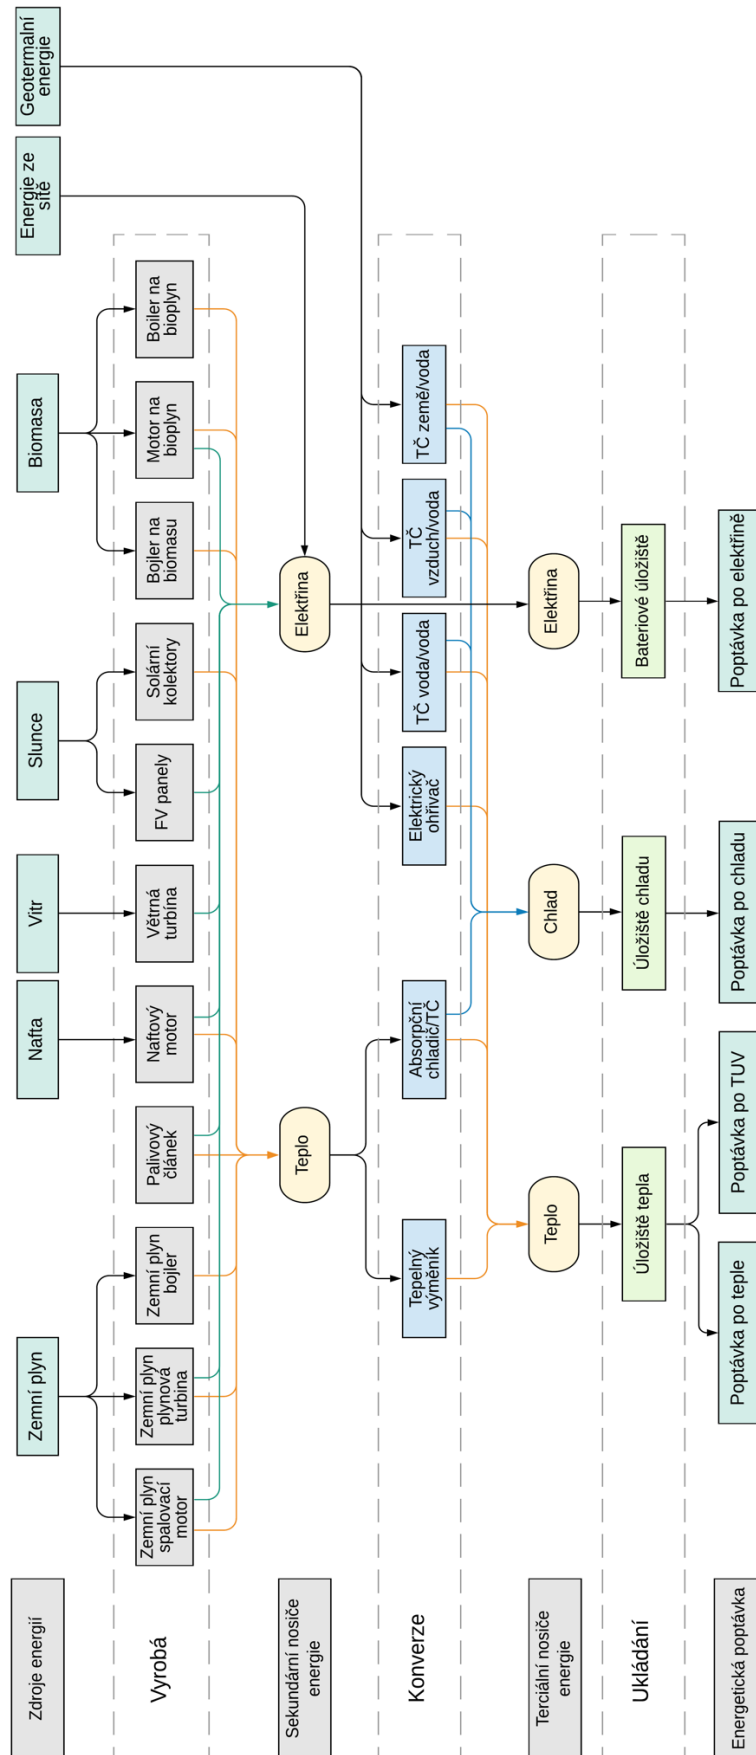 Zdroje energií
Zemní plyn
Nafta
Vítr
Slunce
Biomasa
Energie ze
sítě
Geotermalní
energie
Vyrobá
Zemní plyn
spalovací
motor
Zemní plyn
plynová
turbina
Zemní plyn
bojler
Palivový
článek
Naftový
motor
Větrná
turbína
FV panely
Solární
kolektory
Bojler na
biomasu
Motor na
bioplyn
Boiler na
bioplyn
Sekundární nosiče
energie
Teplo
Elektřina
Konverze
Tepelný
výměník
Absorpční
chladič/TČ
Elektrický
ohřivač
TČ voda/voda
TČ
vzduch/voda
TČ země/voda
Terciální nosiče
energie
Teplo
Chlad
Elektřina
Ukládání
Úložiště tepla
Úložiště chladu
Bateriové úložiště
Energetická poptávka
Poptávka po teple
Poptávka po TUV
Poptávka po chladu
Poptávka po elektřině